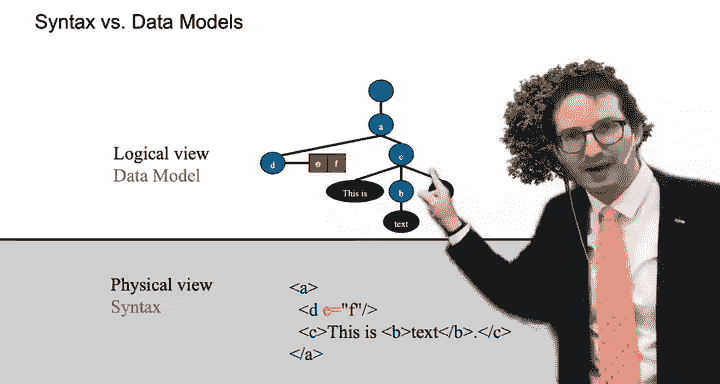 Syntax vs. Data Models
a
Logical view
Data Model
d
e f
c
This is
b
text
Physical view
Syntax
<a>
<d e="f"/>
<c>This is <b>text</b>.</c>
</a>